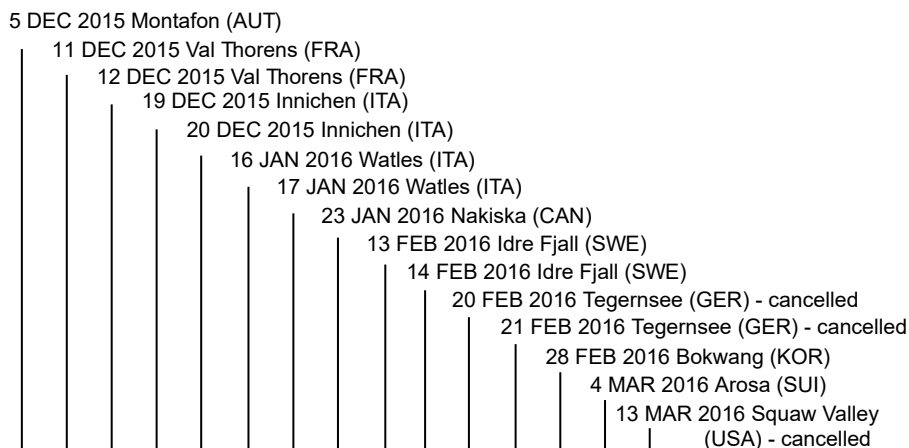 5 DEC 2015 Montafon (AUT)
11 DEC 2015 Val Thorens (FRA)
12 DEC 2015 Val Thorens (FRA)
19 DEC 2015 Innichen (ITA)
20 DEC 2015 Innichen (ITA)
16 JAN 2016 Watles (ITA)
17 JAN 2016 Watles (ITA)
23 JAN 2016 Nakiska (CAN)
13 FEB 2016 Idre Fjall (SWE)
14 FEB 2016 Idre Fjall (SWE)
20 FEB 2016 Tegernsee (GER) - cancelled
21 FEB 2016 Tegernsee (GER) - cancelled
28 FEB 2016 Bokwang (KOR)
4 MAR 2016 Arosa (SUI)
13 MAR 2016 Squaw Valley
(USA) - cancelled